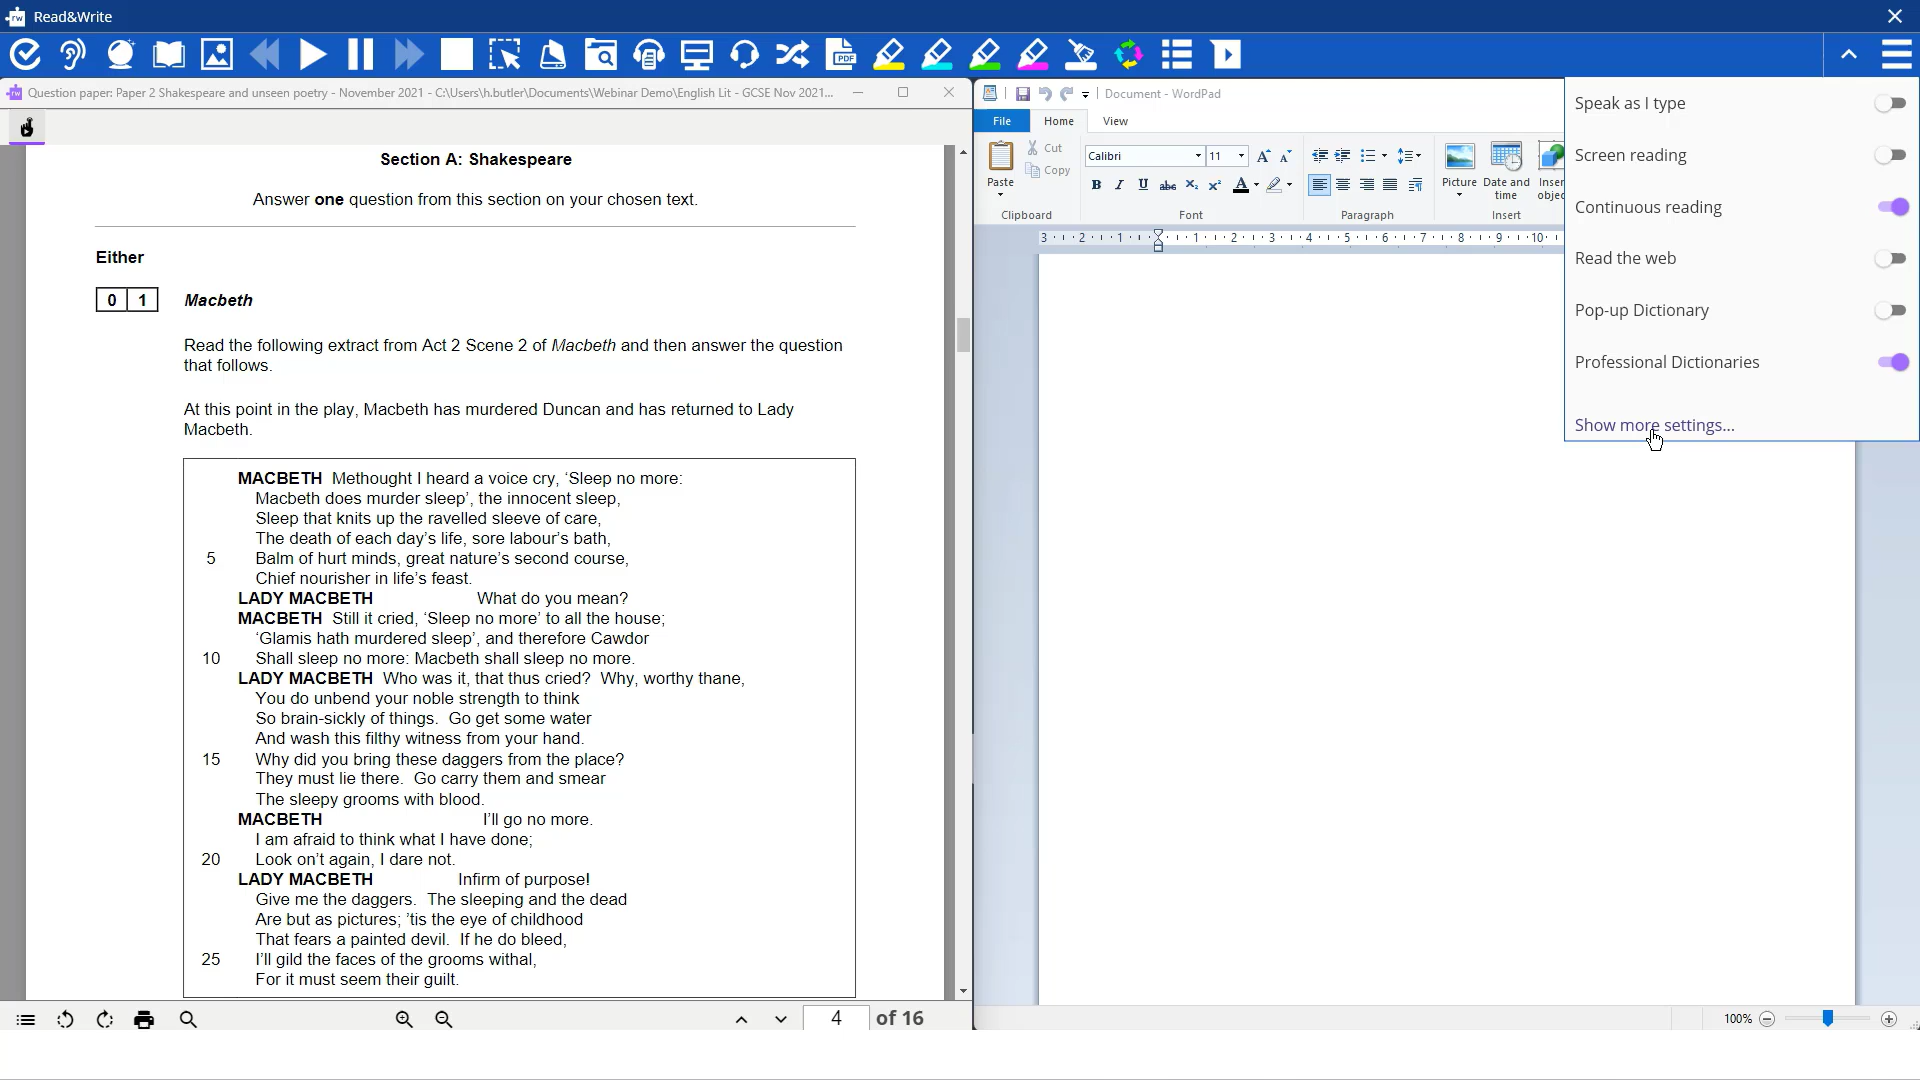 Read&Write
PDF
Question paper: Paper 2 Shakespeare and unseen poetry - November 2021 - C:\Users\h.butler\Documents\Webinar Demo\English Lit - GCSE Nov 2021...
Section A: Shakespeare
Answer one question from this section on your chosen text.
Either
0 1 Macbeth
Read the following extract from Act 2 Scene 2 of Macbeth and then answer the question
that follows.
At this point in the play, Macbeth has murdered Duncan and has returned to Lady
Macbeth.
MACBETH Methought I heard a voice cry, ‘Sleep no more:
Macbeth does murder sleep’, the innocent sleep,
Sleep that knits up the ravelled sleeve of care,
The death of each day’s life, sore labour’s bath,
5 Balm of hurt minds, great nature’s second course,
Chief nourisher in life’s feast.
LADY MACBETH What do you mean?
MACBETH Still it cried, ‘Sleep no more’ to all the house;
‘Glamis hath murdered sleep’, and therefore Cawdor
10 Shall sleep no more: Macbeth shall sleep no more.
LADY MACBETH Who was it, that thus cried? Why, worthy thane,
You do unbend your noble strength to think
So brain-sickly of things. Go get some water
And wash this filthy witness from your hand.
15 Why did you bring these daggers from the place?
They must lie there. Go carry them and smear
The sleepy grooms with blood.
MACBETH I’ll go no more.
I am afraid to think what I have done;
20 Look on’t again, I dare not.
LADY MACBETH Infirm of purpose!
Give me the daggers. The sleeping and the dead
Are but as pictures; ’tis the eye of childhood
That fears a painted devil. If he do bleed,
25 I’ll gild the faces of the grooms withal,
For it must seem their guilt.
4 of 16
Document - WordPad
File Home View
Paste
Cut
Copy
Clipboard
Calibri 11
Font
Paragraph
Picture
Date and
time
Inser
objec
Insert
3 2 1 1 2 3 4 5 6 7 8 9 10
100%
Speak as I type
Screen reading
Continuous reading
Read the web
Pop-up Dictionary
Professional Dictionaries
Show more settings...